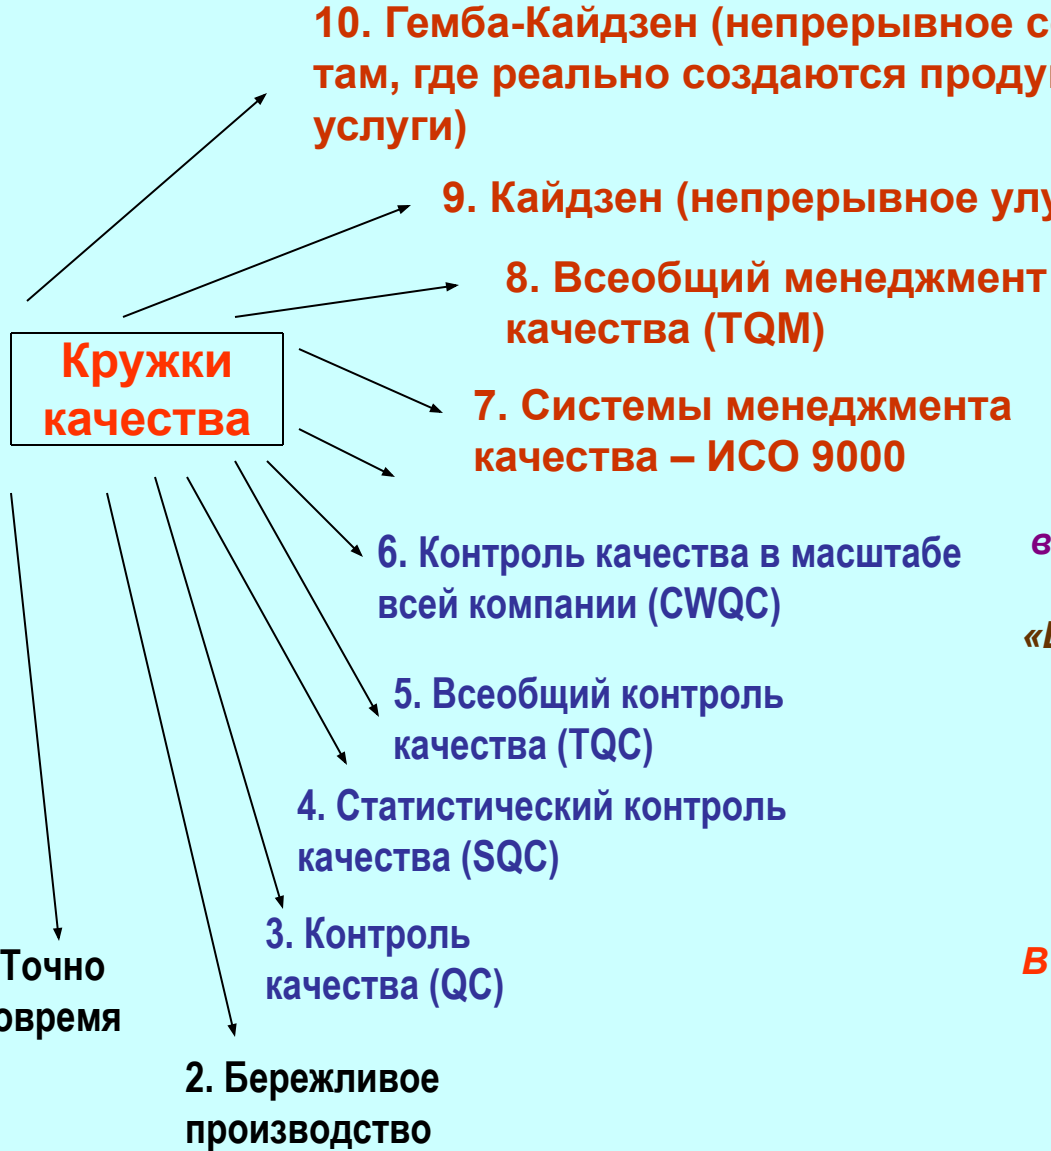 10. Гемба-Кайдзен (непрерывное с
там, где реально создаются
услуги)
9. Кайдзен (непрерывное
8. Всеобщий менеджмент
качества (TQM)
Кружки
качества
7. Системы менеджмента
качества – ИСО 9000
6. Контроль качества в масштабе
всей компании (CWQC)
в
5. Всеобщий контроль
качества (TQC)
4. Статистический контроль
качества (SQC)
3. Контроль
качества (QC)
В
Точно
овремя
2. Бережливое
производство